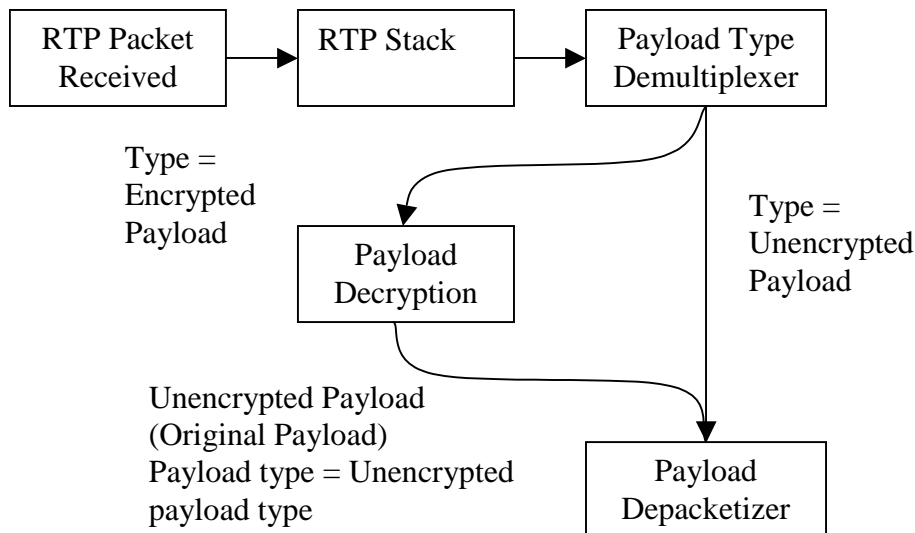 RTP Packet
Received
RTP Stack
Payload Type
Demultiplexer
Type =
Encrypted
Payload
Type =
Unencrypted
Payload
Payload
Decryption
Unencrypted Payload
(Original Payload)
Payload type = Unencrypted
payload type
Payload
Depacketizer